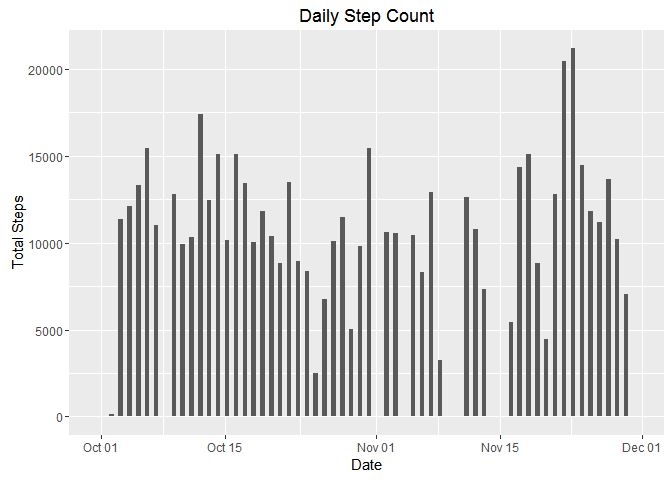 Daily Step Count
20000
15000
10000
5000
0
Total Steps
Oct 01 Oct 15 Nov 01 Nov 15 Dec 01
Date